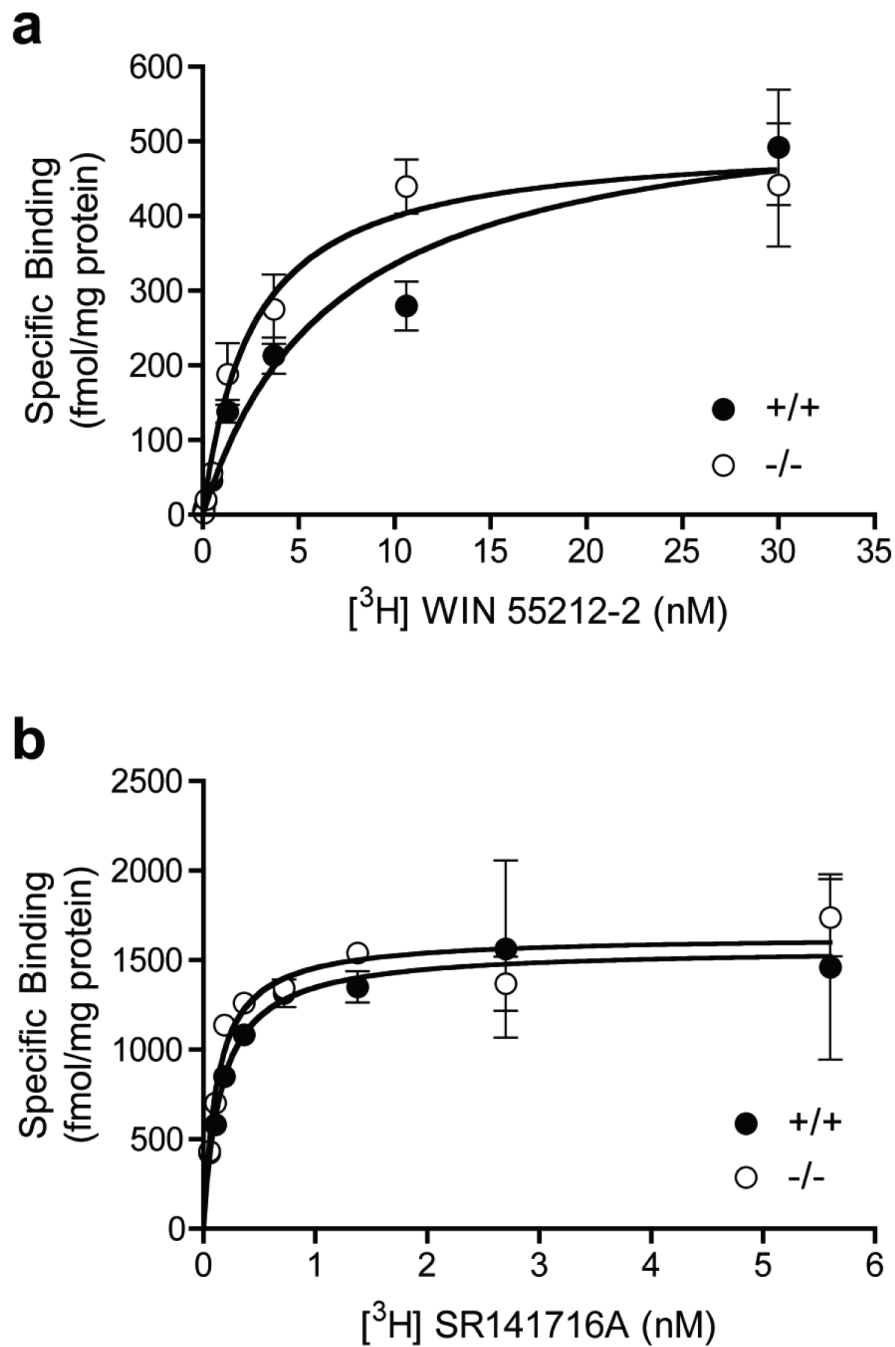 a
600
500
400
300
200
100
0
Specific Binding
(fmol/mg protein)
+/+
-/-
0 5 10 15 20 25 30 35
[³H] WIN 55212-2 (nM)
b
2500
2000
1500
1000
500
0
Specific Binding
(fmol/mg protein)
+/+
-/-
0 1 2 3 4 5 6
[³H] SR141716A (nM)